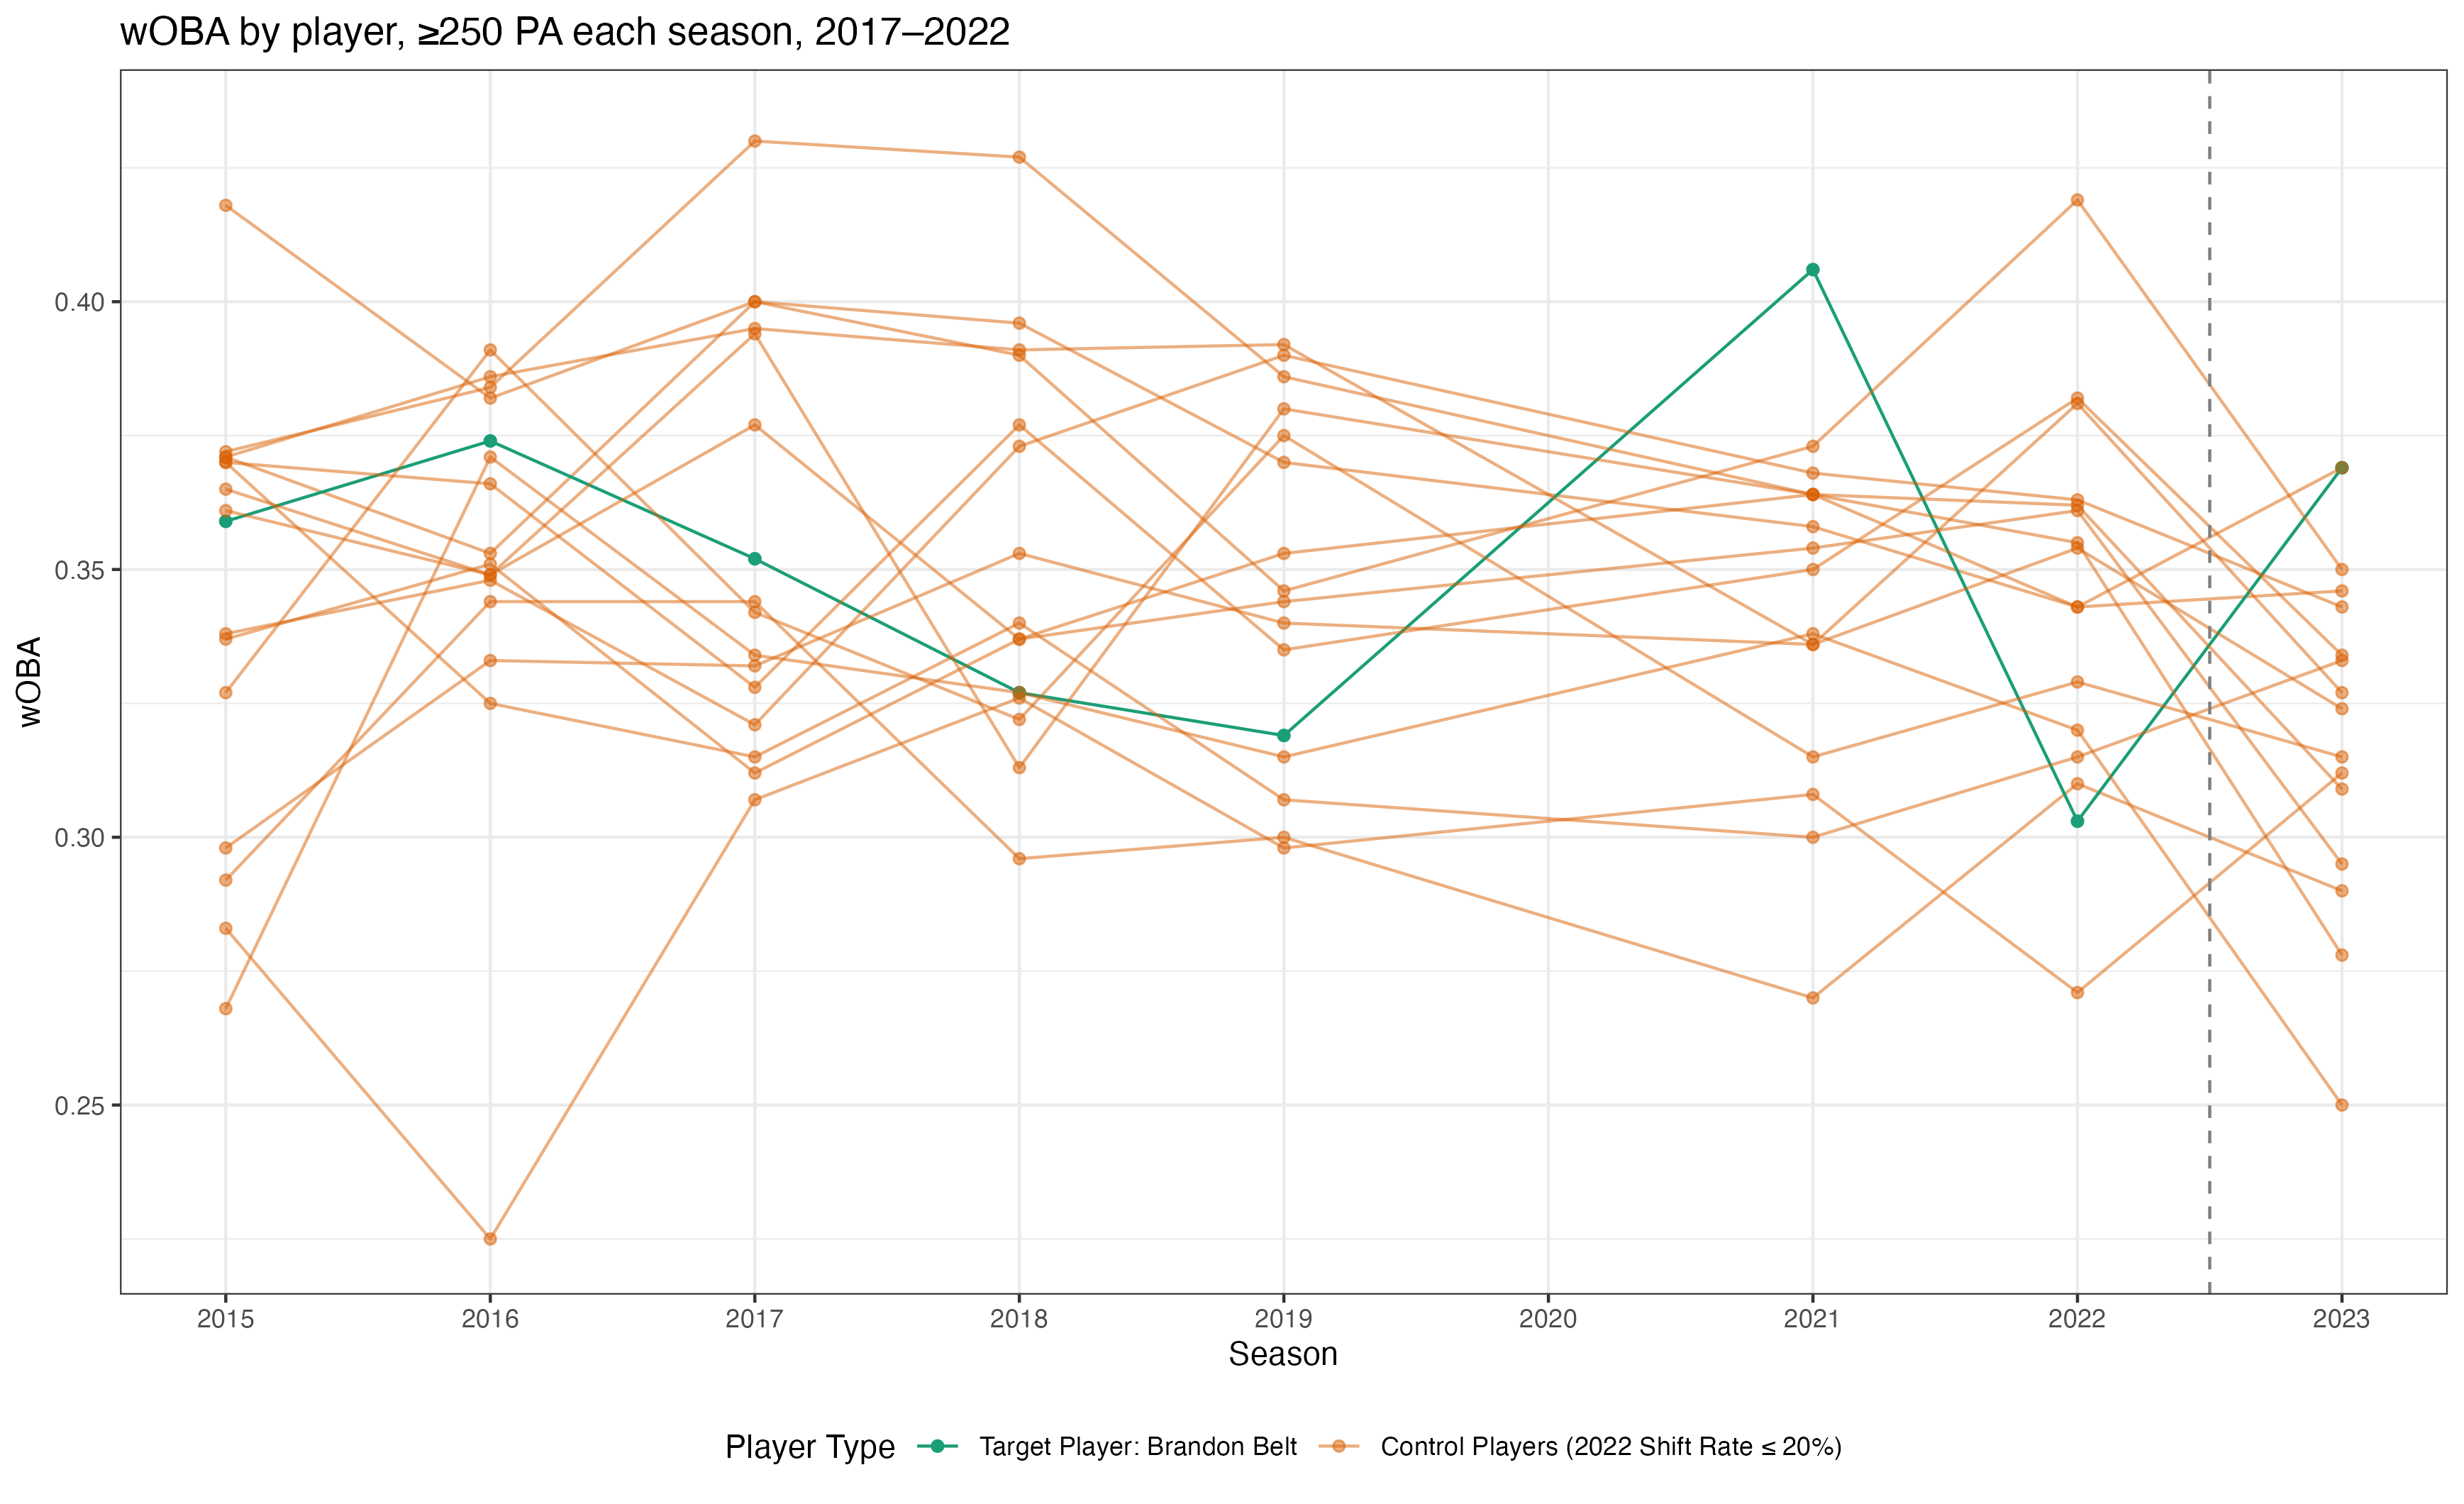 wOBA by player, ≥250 PA each season, 2017–2022
wOBA
0.40
0.35
0.30
0.25
2015 2016 2017 2018 2019 2020 2021 2022 2023
Season
Player Type Target Player: Brandon Belt Control Players (2022 Shift Rate ≤ 20%)